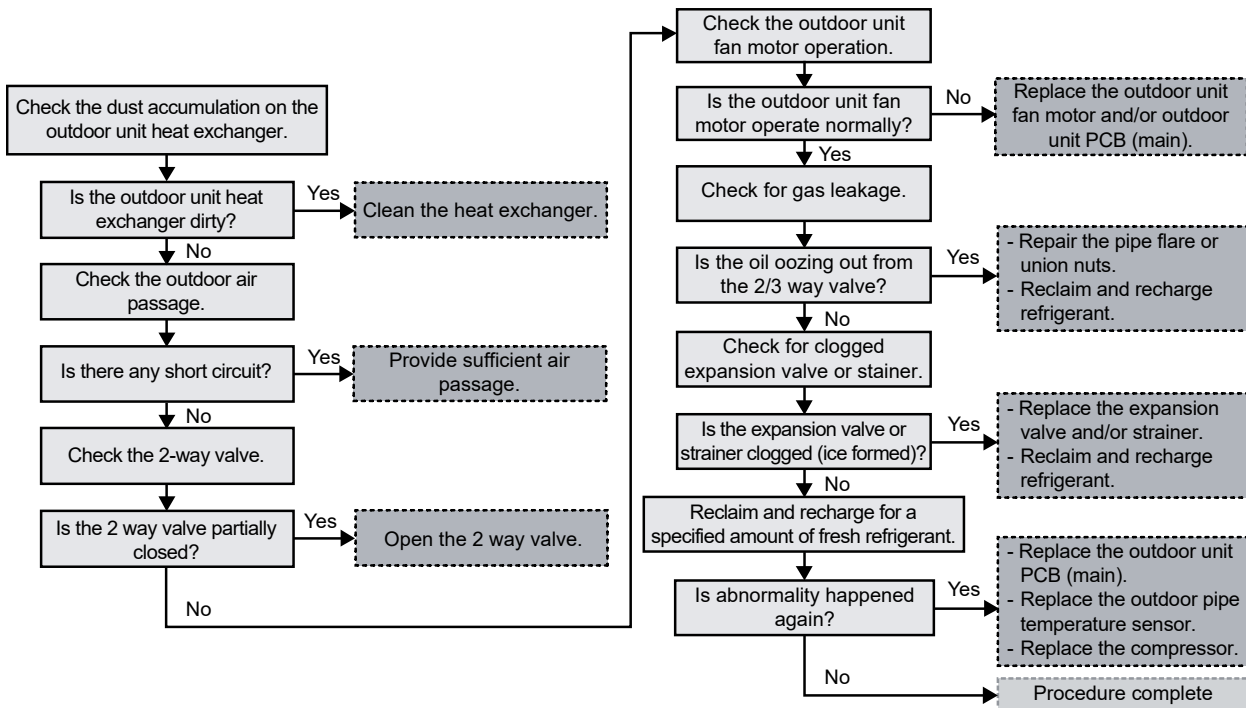 Check the dust accumulation on the
outdoor unit heat exchanger.
Is the outdoor unit heat
exchanger dirty?
Yes
Clean the heat exchanger.
No
Check the outdoor air
passage.
Is there any short circuit?
Yes
Provide sufficient air
passage.
No
Check the 2-way valve.
Is the 2 way valve partially
closed?
Yes
Open the 2 way valve.
No
Check the outdoor unit
fan motor operation.
Is the outdoor unit fan
motor operate normally?
No
Replace the outdoor unit
fan motor and/or outdoor
unit PCB (main).
Yes
Check for gas leakage.
Is the oil oozing out from
the 2/3 way valve?
Yes
- Repair the pipe flare or
union nuts.
- Reclaim and recharge
refrigerant.
No
Check for clogged
expansion valve or stainer.
Is the expansion valve or
strainer clogged (ice formed)?
Yes
- Replace the expansion
valve and/or strainer.
- Reclaim and recharge
refrigerant.
No
Reclaim and recharge for a
specified amount of fresh refrigerant.
Is abnormality happened
again?
Yes
- Replace the outdoor unit
PCB (main).
- Replace the outdoor pipe
temperature sensor.
- Replace the compressor.
No
Procedure complete